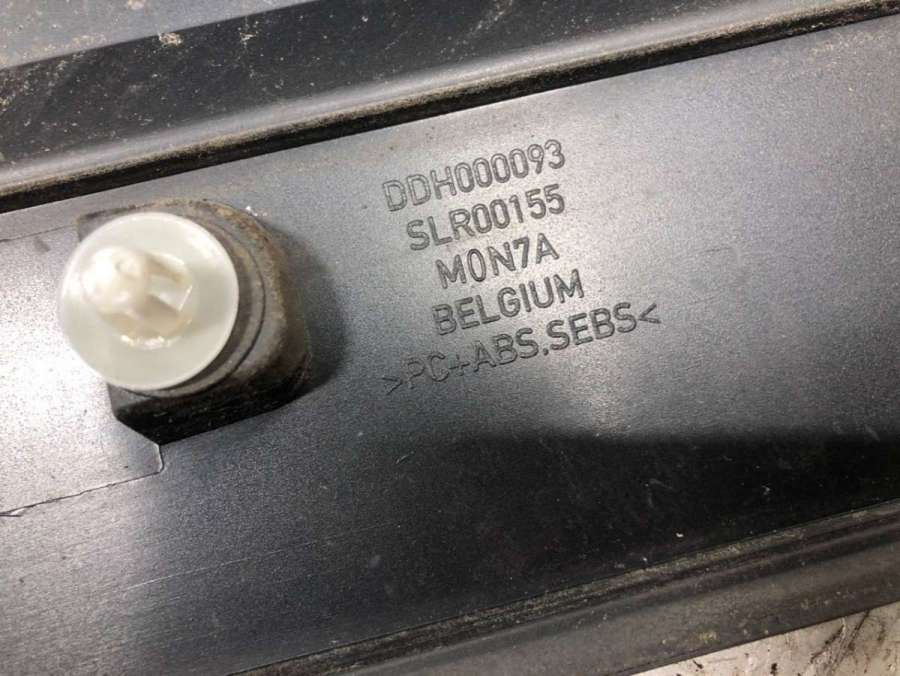 DDH000093
SLR00155
M0N7A
BELGIUM
>PC+ABS.SEBS<